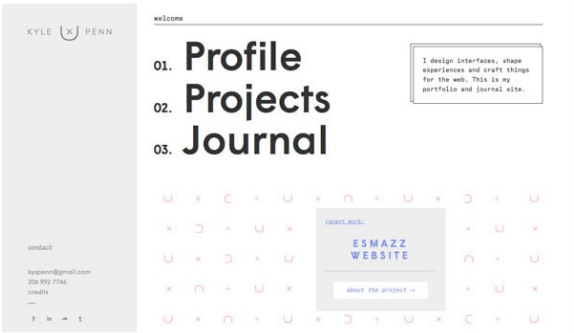 KYLE UX PENN
welcome
01. Profile
02. Projects
03. Journal
I design interfaces, shape
experiences and craft things
for the web. This is my
portfolio and journal site.
recent work:
ESMAZZ
WEBSITE
about the project →
contact:
kyspenn@gmail.com
206 992 7746
credits
f in t